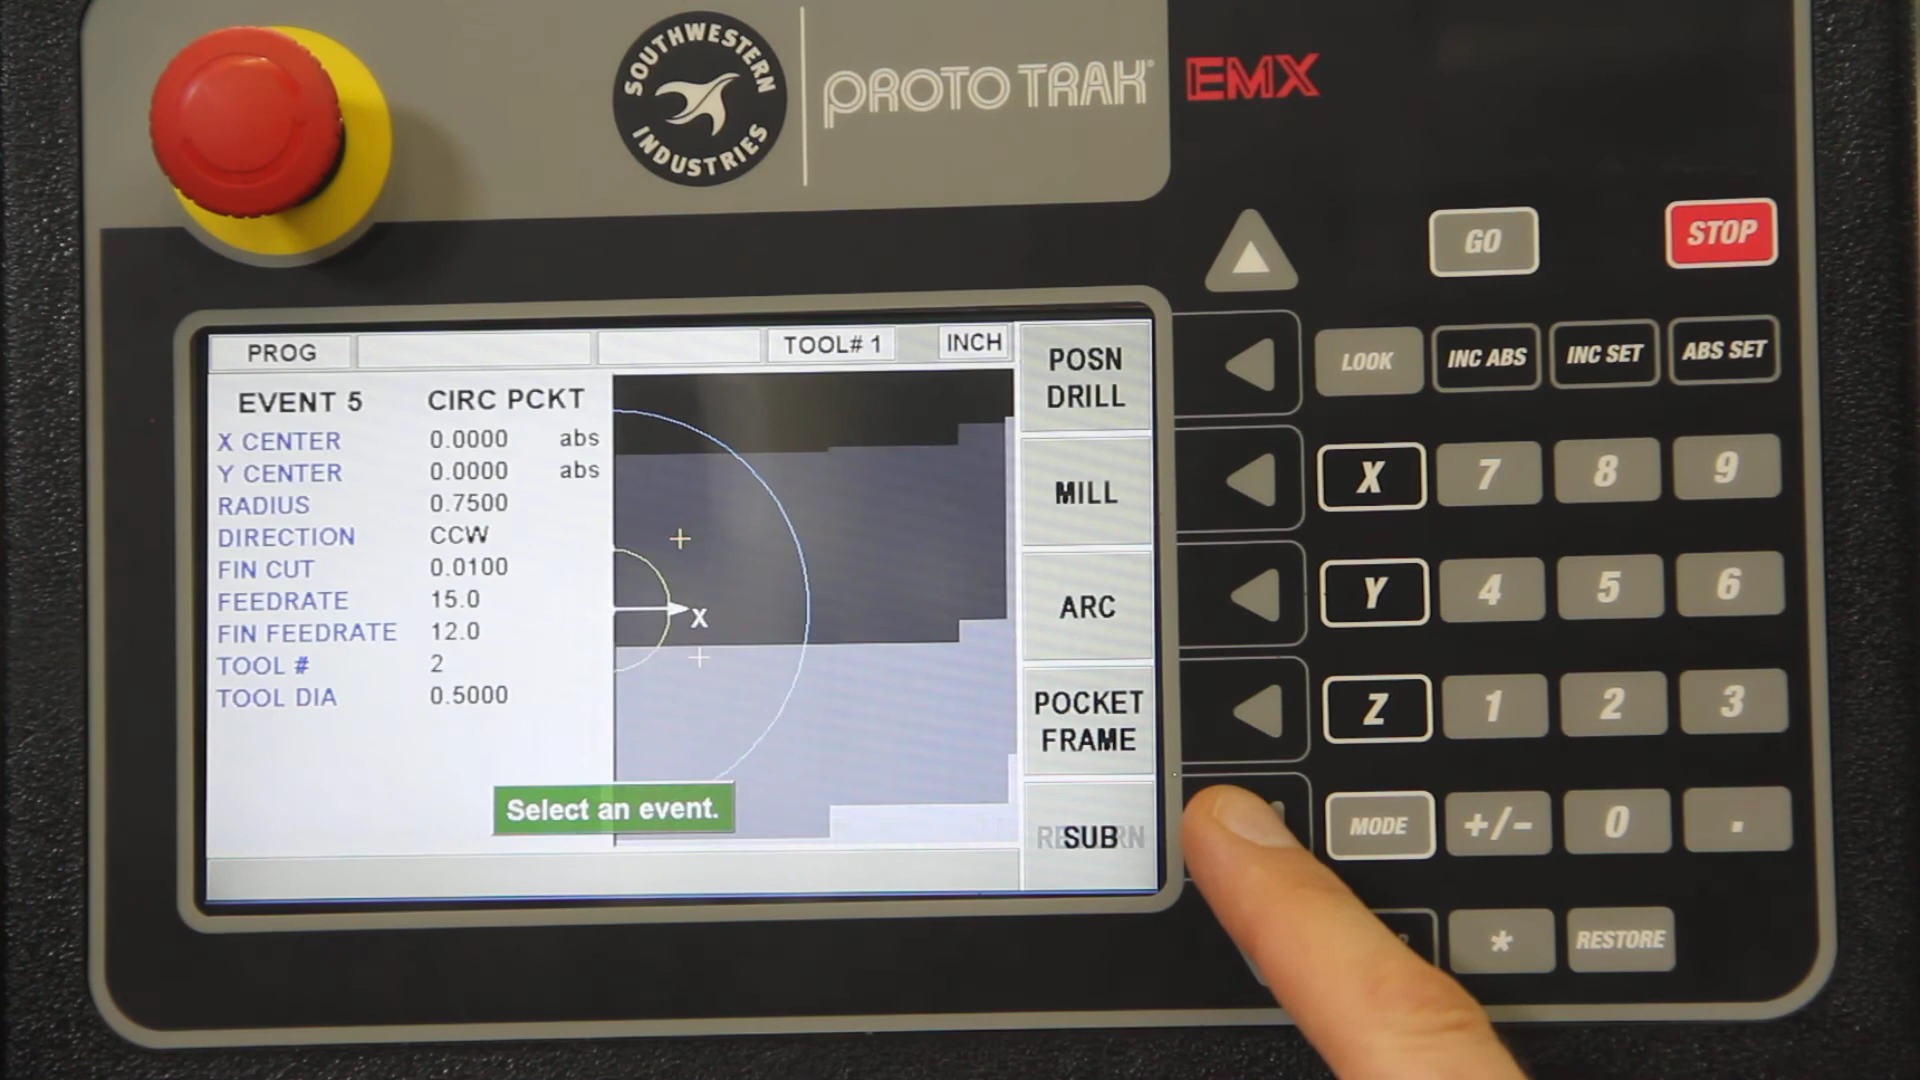 SOUTHWESTERN
INDUSTRIES
PROTO TRAK® EMX
GO
STOP
PROG
TOOL# 1
INCH
EVENT 5 CIRC PCKT
X CENTER 0.0000 abs
Y CENTER 0.0000 abs
RADIUS 0.7500
DIRECTION CCW
FIN CUT 0.0100
FEEDRATE 15.0
FIN FEEDRATE 12.0
TOOL # 2
TOOL DIA 0.5000
X
Select an event.
POSN
DRILL
MILL
ARC
POCKET
FRAME
SUB
LOOK
INC ABS
INC SET
ABS SET
X 7 8 9
Y 4 5 6
Z 1 2 3
MODE +/- 0 .
* RESTORE